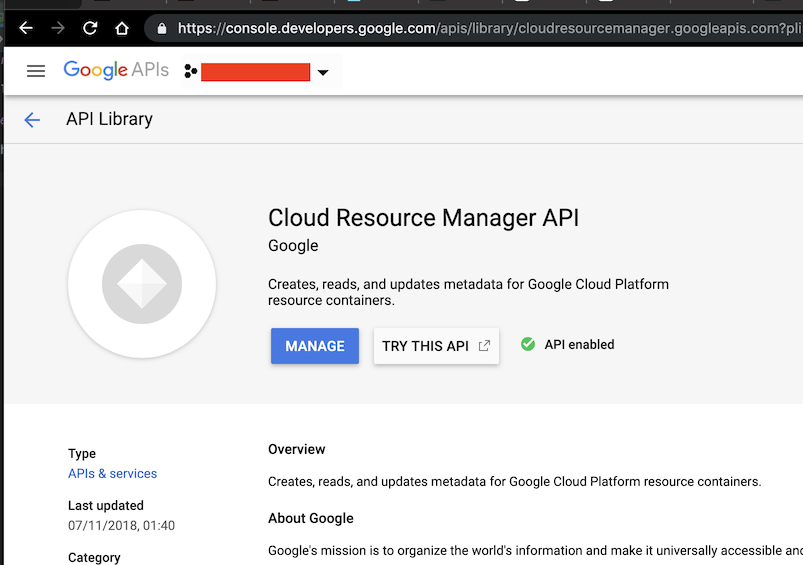 https://console.developers.google.com/apis/library/cloudresourcemanager.googleapis.com?pli
Google APIs
API Library
Cloud Resource Manager API
Google
Creates, reads, and updates metadata for Google Cloud Platform
resource containers.
MANAGE
TRY THIS API
API enabled
Type
APIs & services
Last updated
07/11/2018, 01:40
Category
Overview
Creates, reads, and updates metadata for Google Cloud Platform resource containers.
About Google
Google's mission is to organize the world's information and make it universally accessible and